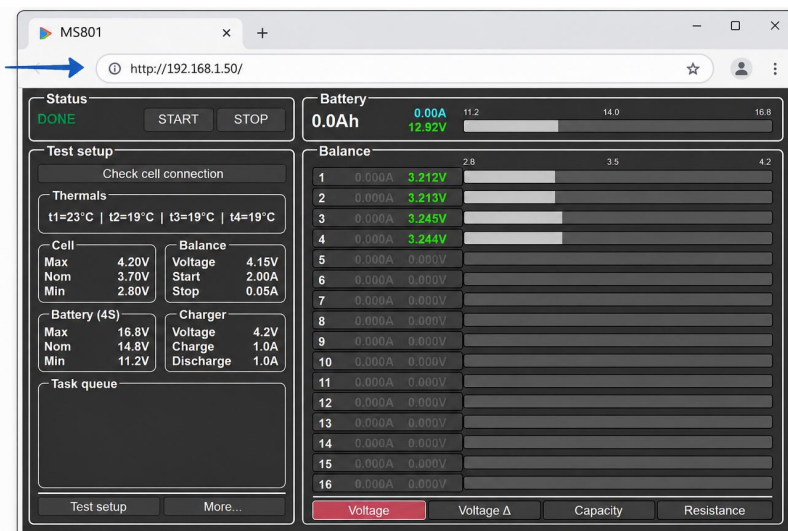 MS801
http://192.168.1.50/
Status
DONE START STOP
Test setup
Check cell connection
Thermals
t1=23°C | t2=19°C | t3=19°C | t4=19°C
Cell
Max 4.20V
Nom 3.70V
Min 2.80V
Balance
Voltage 4.15V
Start 2.00A
Stop 0.05A
Battery (4S)
Max 16.8V
Nom 14.8V
Min 11.2V
Charger
Voltage 4.2V
Charge 1.0A
Discharge 1.0A
Task queue
Test setup More...
Battery
0.0Ah
0.00A
12.92V
11.2 14.0 16.8
Balance
2.8 3.5 4.2
1 0.000A 3.212V
2 0.000A 3.213V
3 0.000A 3.245V
4 0.000A 3.244V
5 0.000A 0.000V
6 0.000A 0.000V
7 0.000A 0.000V
8 0.000A 0.000V
9 0.000A 0.000V
10 0.000A 0.000V
11 0.000A 0.000V
12 0.000A 0.000V
13 0.000A 0.000V
14 0.000A 0.000V
15 0.000A 0.000V
16 0.000A 0.000V
Voltage Voltage Δ Capacity Resistance